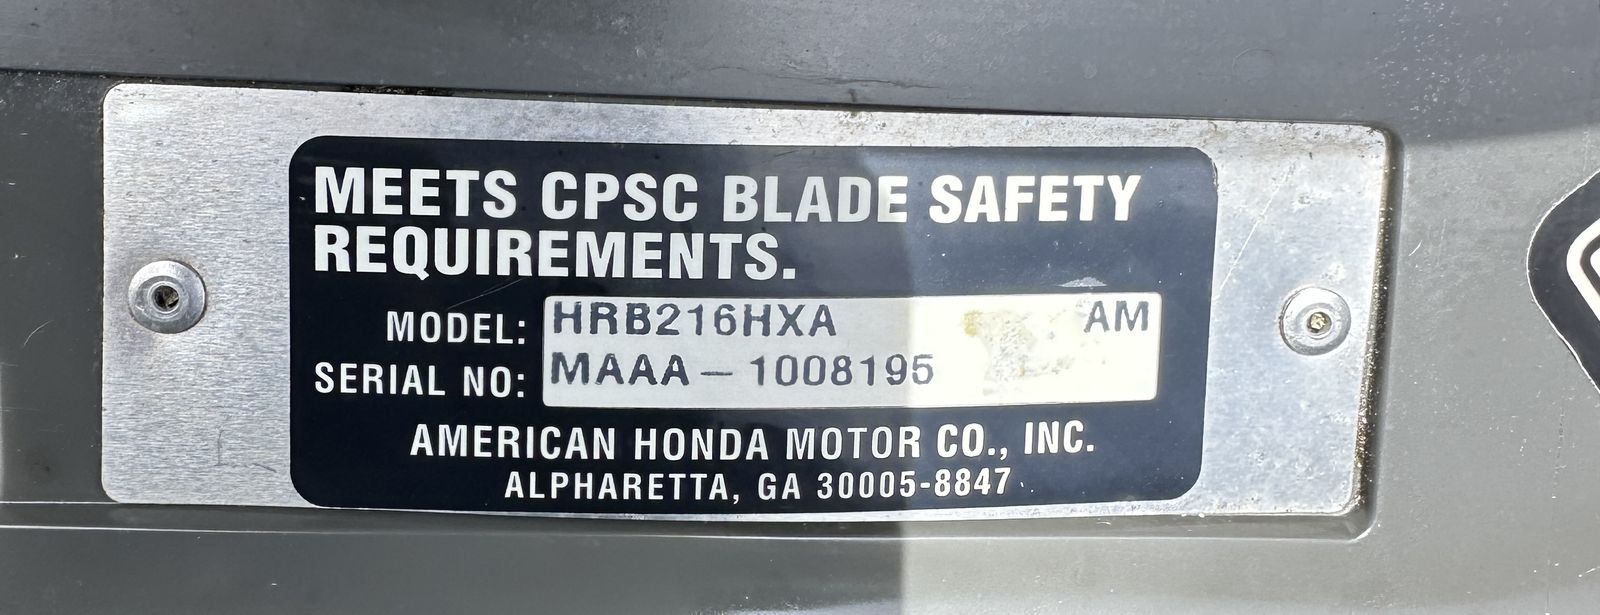 MEETS CPSC BLADE SAFETY
REQUIREMENTS.
MODEL: HRB216HXA AM
SERIAL NO: MAAA-1008195
AMERICAN HONDA MOTOR CO., INC.
ALPHARETTA, GA 30005-8847